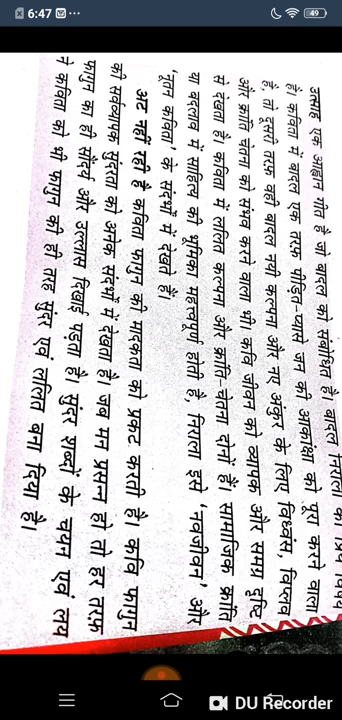 6:47
49
उत्साह एक आह्वान गीत है जो बादल को संबोधित है। बादल निराला का प्रिय विषय
है। कविता में बादल एक तरफ़ पीड़ित-प्यासे जन की आकांक्षा को पूरा करने वाला
है, तो दूसरी तरफ़ वही बादल नयी कल्पना और नए अंकुर के लिए विध्वंस, विप्लव
और क्रांति चेतना को संभव करने वाला भी। कवि जीवन को व्यापक और समग्र दृष्टि
से देखता है। कविता में ललित कल्पना और क्रांति-चेतना दोनों हैं। सामाजिक क्रांति
या बदलाव में साहित्य की भूमिका महत्त्वपूर्ण होती है, निराला इसे 'नवजीवन' और
'नूतन कविता' के संदर्भों में देखते हैं।
अट नहीं रही है कविता फागुन की मादकता को प्रकट करती है। कवि फागुन
की सर्वव्यापक सुंदरता को अनेक संदर्भों में देखता है। जब मन प्रसन्न हो तो हर तरफ़
फागुन का ही सौंदर्य और उल्लास दिखाई पड़ता है। सुंदर शब्दों के चयन एवं लय
ने कविता को भी फागुन की ही तरह सुंदर एवं ललित बना दिया है।
DU Recorder